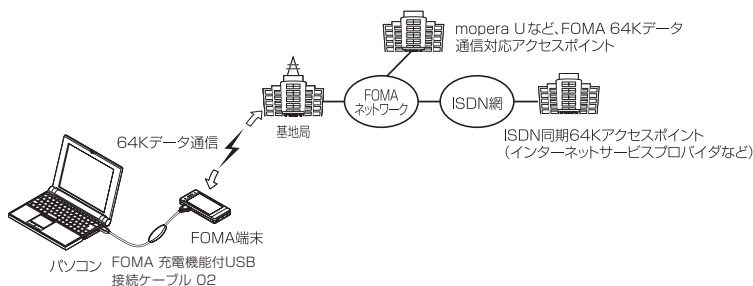 mopera Uなど、FOMA 64Kデータ
通信対応アクセスポイント
FOMA
ネットワーク
ISDN網
基地局
ISDN同期64Kアクセスポイント
（インターネットサービスプロバイダなど）
64Kデータ通信
FOMA端末
パソコン
FOMA 充電機能付USB
接続ケーブル 02